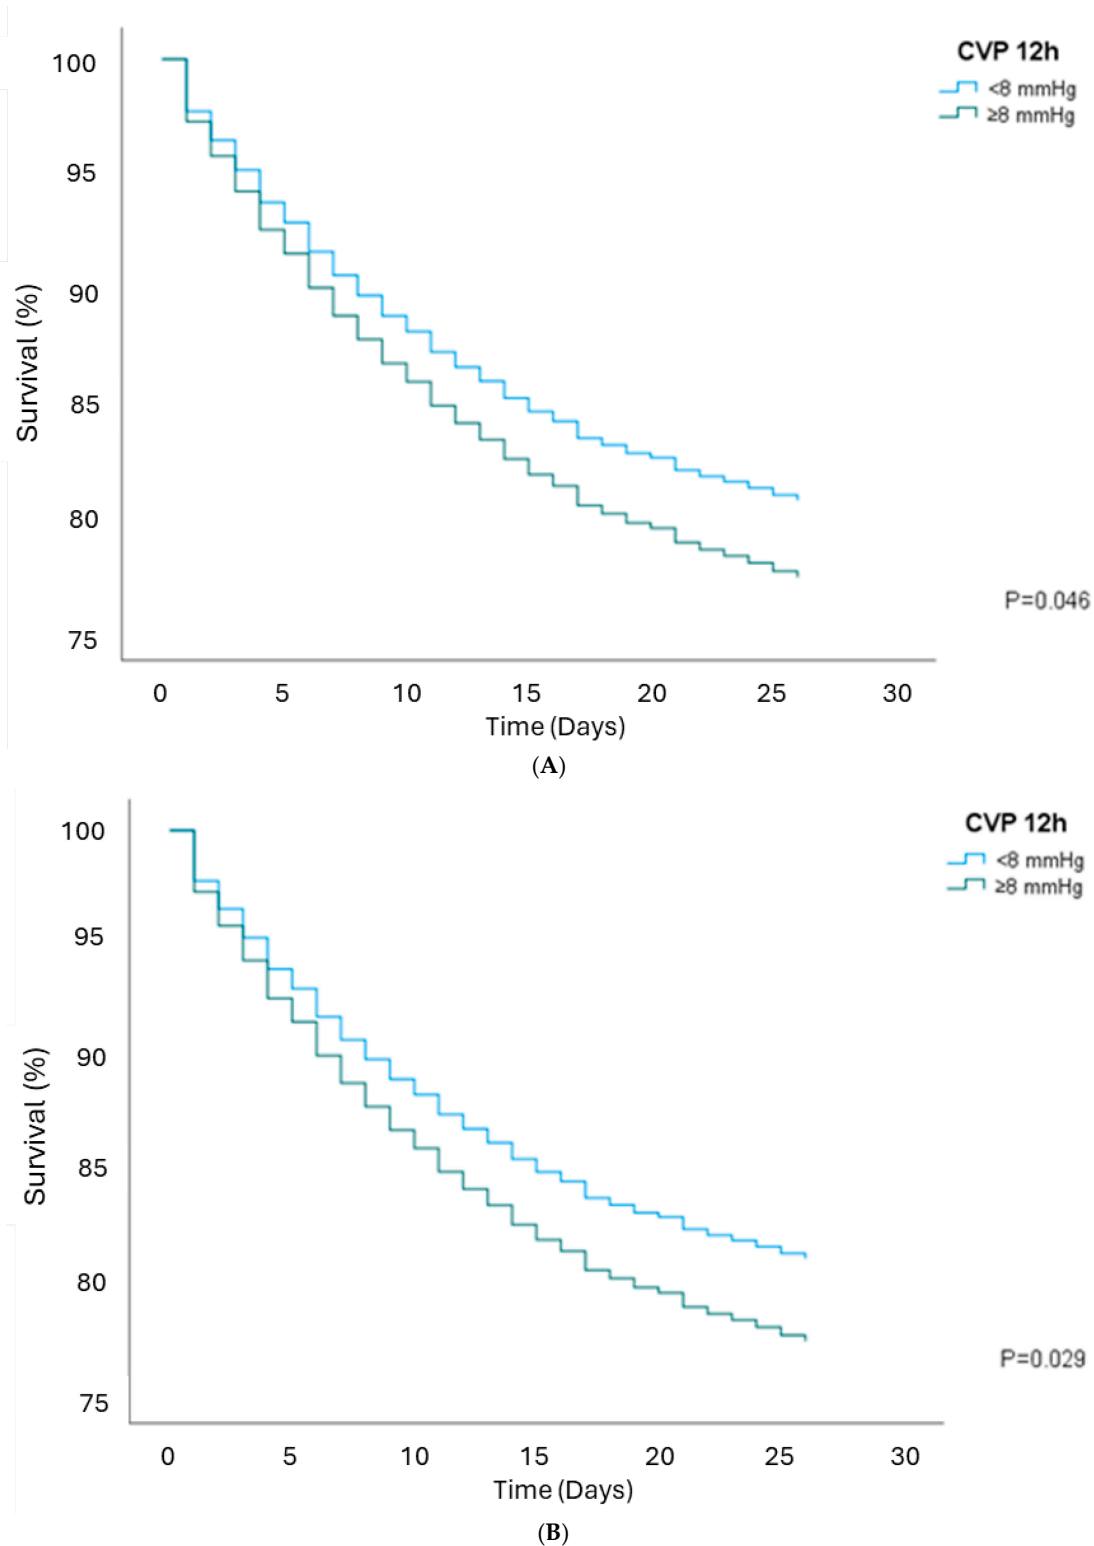 CVP 12h
<8 mmHg
≥8 mmHg
100
95
90
85
80
75
Survival (%)
P=0.046
0 5 10 15 20 25 30
Time (Days)
(A)
CVP 12h
<8 mmHg
≥8 mmHg
100
95
90
85
80
75
Survival (%)
P=0.029
0 5 10 15 20 25 30
Time (Days)
(B)